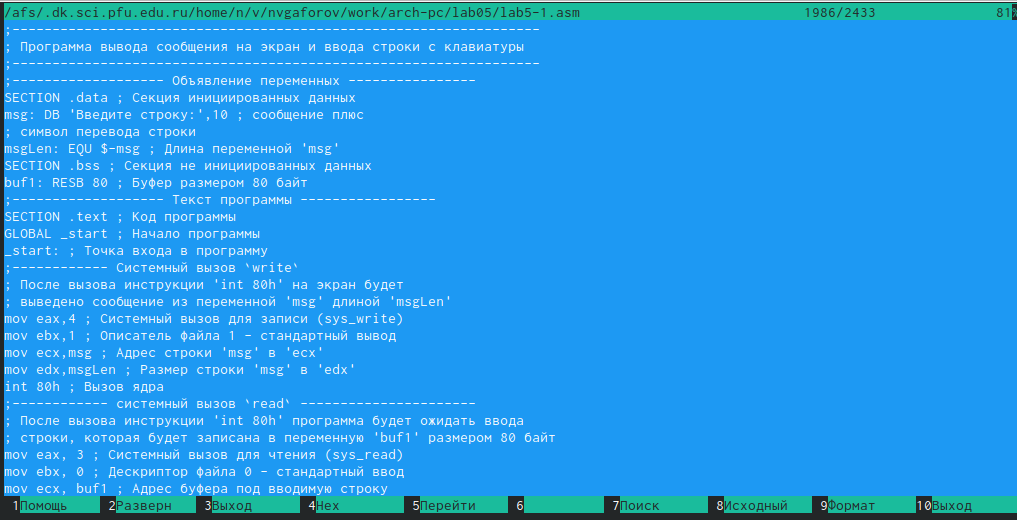 /afs/.dk.sci.pfu.edu.ru/home/n/v/nvgaforov/work/arch-pc/lab05/lab5-1.asm 1986/2433 81%
;------------------------------------------------------------------
; Программа вывода сообщения на экран и ввода строки с клавиатуры
;------------------------------------------------------------------
;------------------- Объявление переменных ----------------
SECTION .data ; Секция инициированных данных
msg: DB 'Введите строку:',10 ; сообщение плюс
; символ перевода строки
msgLen: EQU $-msg ; Длина переменной 'msg'
SECTION .bss ; Секция не инициированных данных
buf1: RESB 80 ; Буфер размером 80 байт
;------------------- Текст программы -----------------
SECTION .text ; Код программы
GLOBAL _start ; Начало программы
_start: ; Точка входа в программу
;------------ Системный вызов `write`
; После вызова инструкции 'int 80h' на экран будет
; выведено сообщение из переменной 'msg' длиной 'msgLen'
mov eax,4 ; Системный вызов для записи (sys_write)
mov ebx,1 ; Описатель файла 1 - стандартный вывод
mov ecx,msg ; Адрес строки 'msg' в 'ecx'
mov edx,msgLen ; Размер строки 'msg' в 'edx'
int 80h ; Вызов ядра
;------------ системный вызов `read` ----------------------
; После вызова инструкции 'int 80h' программа будет ожидать ввода
; строки, которая будет записана в переменную 'buf1' размером 80 байт
mov eax, 3 ; Системный вызов для чтения (sys_read)
mov ebx, 0 ; Дескриптор файла 0 - стандартный ввод
mov ecx, buf1 ; Адрес буфера под вводимую строку
1Помощь 2Разверн 3Выход 4Hex 5Перейти 6 7Поиск 8Исходный 9Формат 10Выход